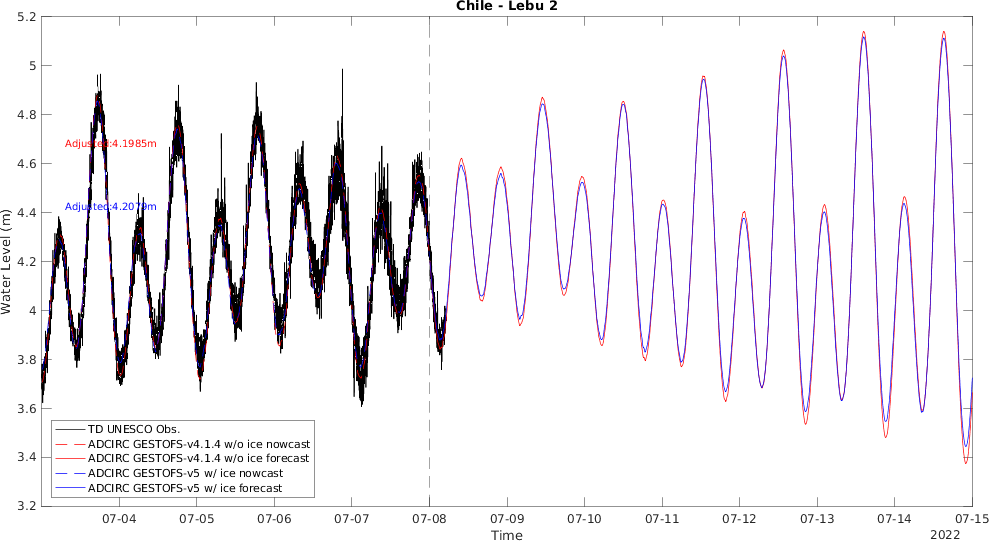 Chile - Lebu 2
5.2
5
4.8
4.6
4.4
4.2
4
3.8
3.6
3.4
3.2
Water Level (m)
Adjusted:4.1985m
Adjusted:4.2079m
TD UNESCO Obs.
ADCIRC GESTOFS-v4.1.4 w/o ice nowcast
ADCIRC GESTOFS-v4.1.4 w/o ice forecast
ADCIRC GESTOFS-v5 w/ ice nowcast
ADCIRC GESTOFS-v5 w/ ice forecast
07-04 07-05 07-06 07-07 07-08 07-09 07-10 07-11 07-12 07-13 07-14 07-15
Time
2022